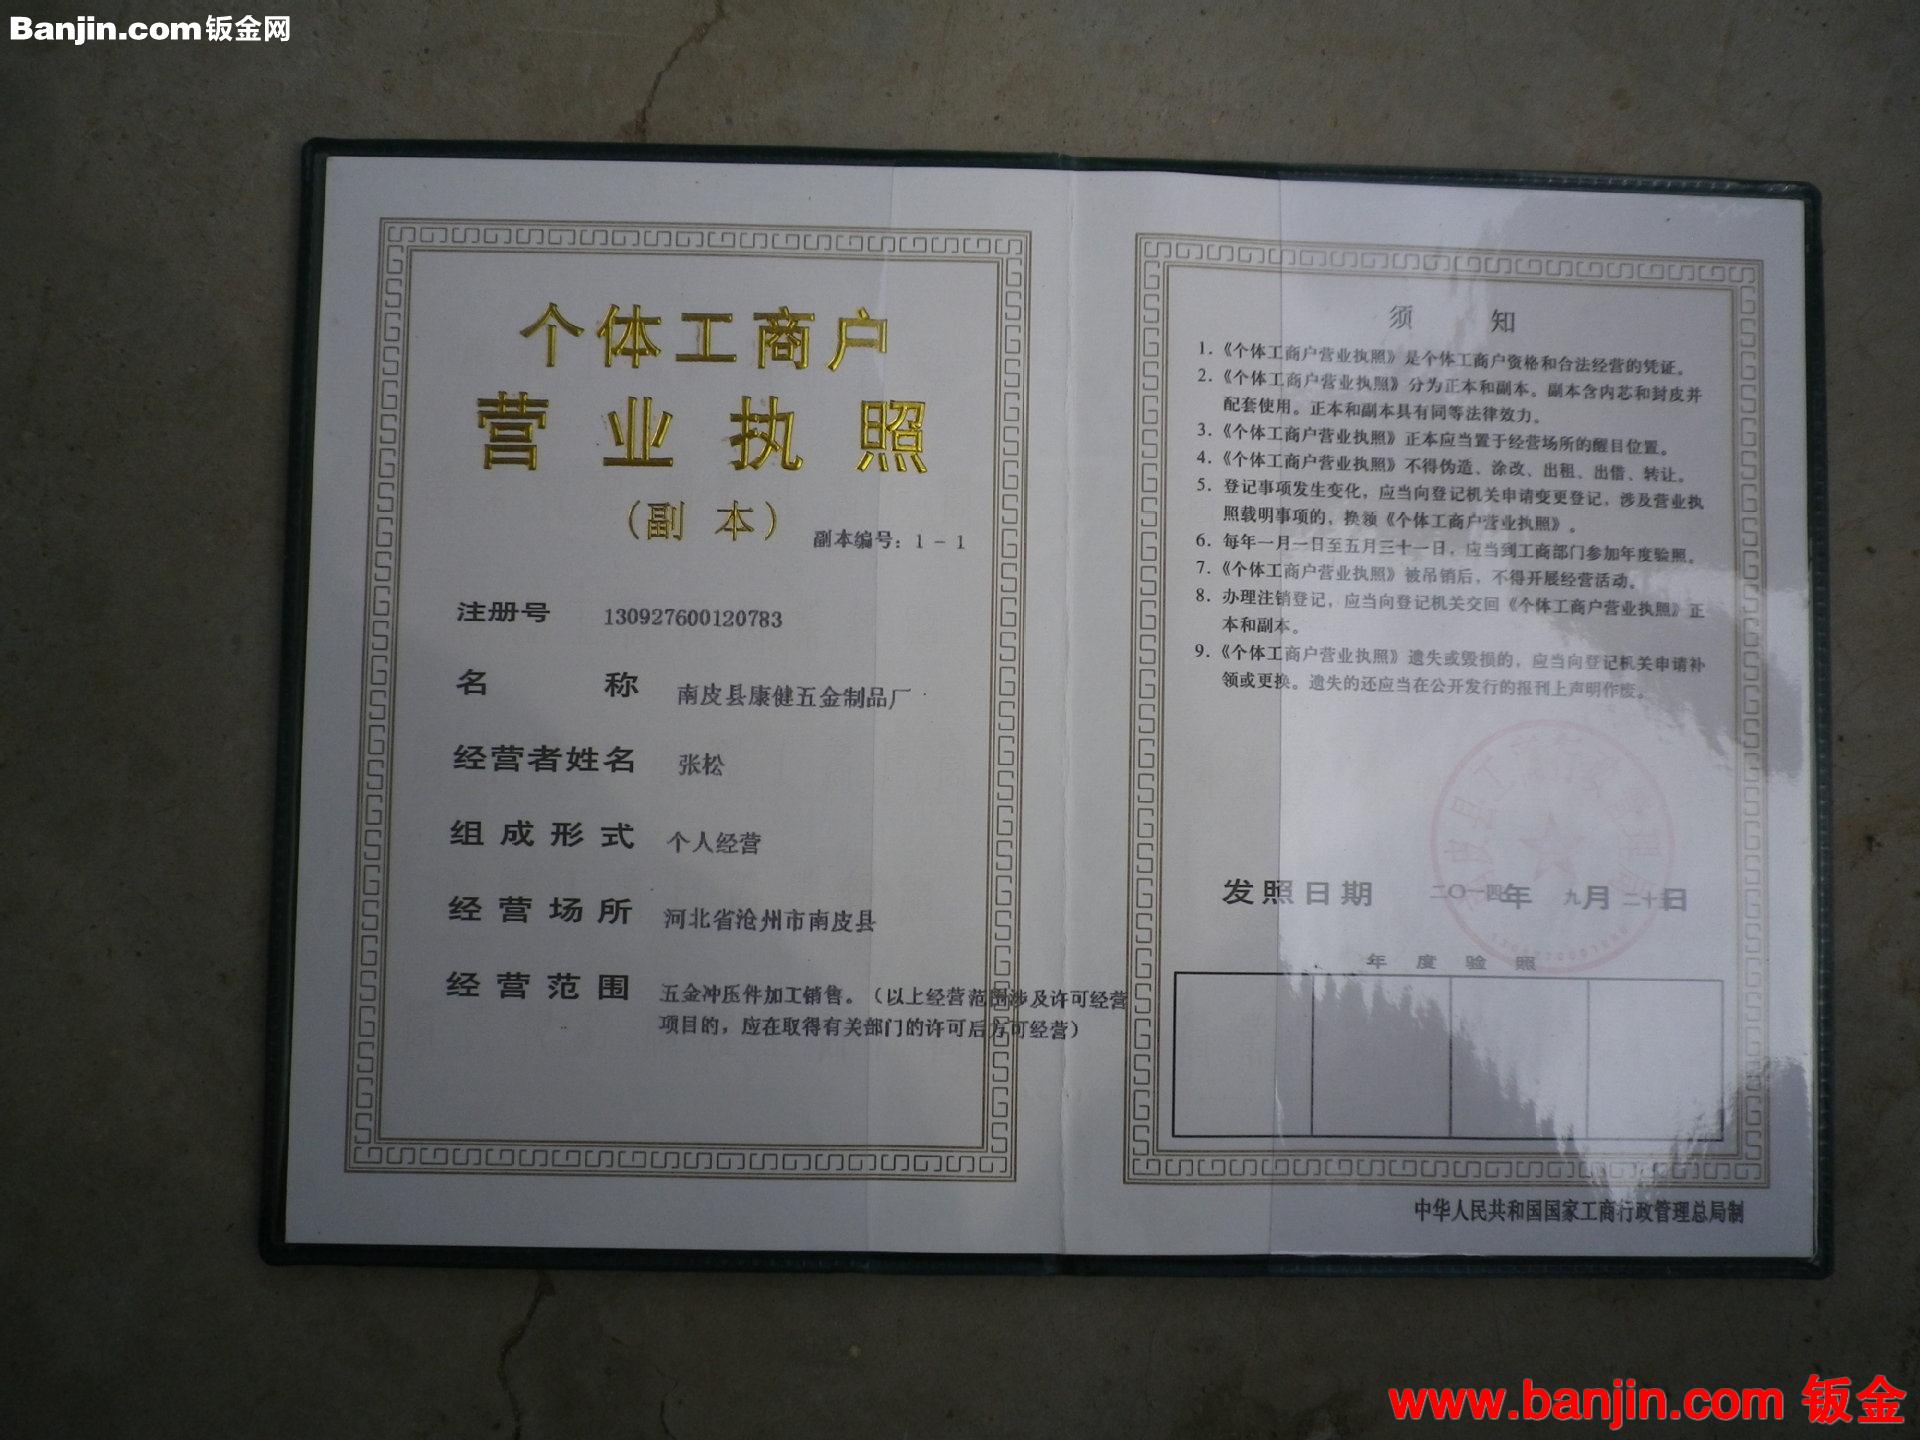 Banjin.com钣金网
个体工商户
营业执照
(副 本)
副本编号：1－1
注册号 130927600120783
名 称 南皮县康健五金制品厂
经营者姓名 张松
组成形式 个人经营
经营场所 河北省沧州市南皮县
经营范围 五金冲压件加工销售。（以上经营范围涉及许可经营
项目的，应在取得有关部门的许可后方可经营）
须 知
1.《个体工商户营业执照》是个体工商户资格和合法经营的凭证。
2.《个体工商户营业执照》分为正本和副本。副本含内芯和封皮并
配套使用。正本和副本具有同等法律效力。
3.《个体工商户营业执照》正本应当置于经营场所的醒目位置。
4.《个体工商户营业执照》不得伪造、涂改、出租、出借、转让。
5. 登记事项发生变化，应当向登记机关申请变更登记，涉及营业执
照载明事项的，换领《个体工商户营业执照》。
6. 每年一月一日至五月三十一日，应当到工商部门参加年度验照。
7.《个体工商户营业执照》被吊销后，不得开展经营活动。
8. 办理注销登记，应当向登记机关交回《个体工商户营业执照》正
本和副本。
9.《个体工商户营业执照》遗失或毁损的，应当向登记机关申请补
领或更换。遗失的还应当在公开发行的报刊上声明作废。
发照日期 二〇一四年 九月 二十日
年 度 验 照
中华人民共和国国家工商行政管理总局制
www.banjin.com 钣金